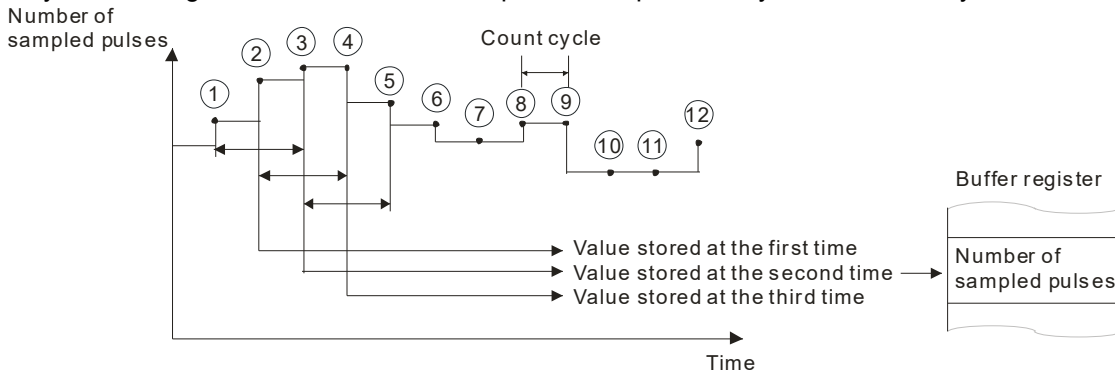 Number of
sampled pulses
Count cycle
①
②
③
④
⑤
⑥
⑦
⑧
⑨
⑩
⑪
⑫
Buffer register
Value stored at the first time
Value stored at the second time
Value stored at the third time
Number of
sampled pulses
Time